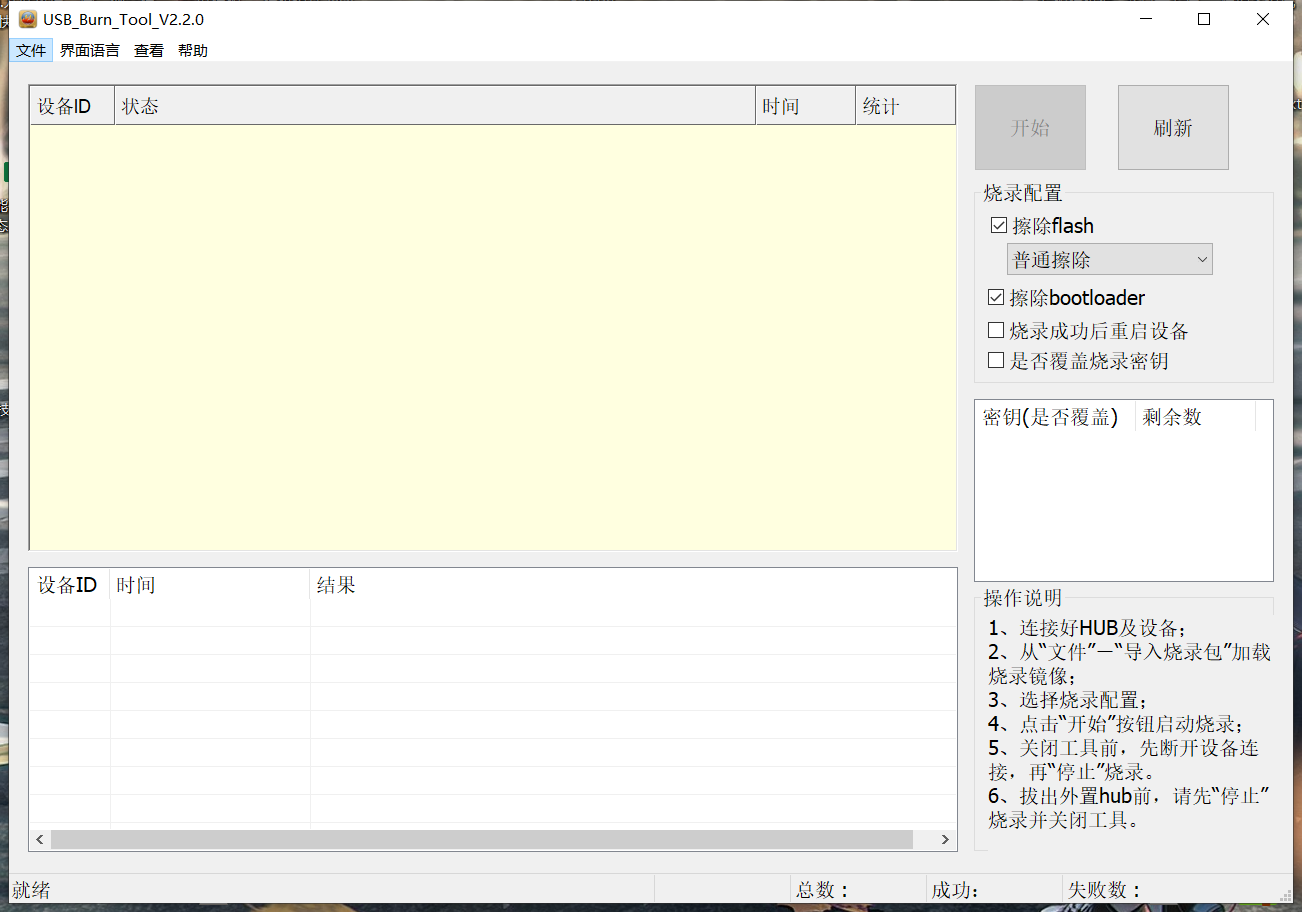 USB_Burn_Tool_V2.2.0
文件 界面语言 查看 帮助
设备ID 状态 时间 统计
开始 刷新
烧录配置
擦除flash
普通擦除
擦除bootloader
烧录成功后重启设备
是否覆盖烧录密钥
密钥(是否覆盖) 剩余数
设备ID 时间 结果
操作说明
1、连接好HUB及设备；
2、从“文件”—“导入烧录包”加载
烧录镜像；
3、选择烧录配置；
4、点击“开始”按钮启动烧录；
5、关闭工具前，先断开设备连
接，再“停止”烧录。
6、拔出外置hub前，请先“停止”
烧录并关闭工具。
就绪 总数： 成功: 失败数：